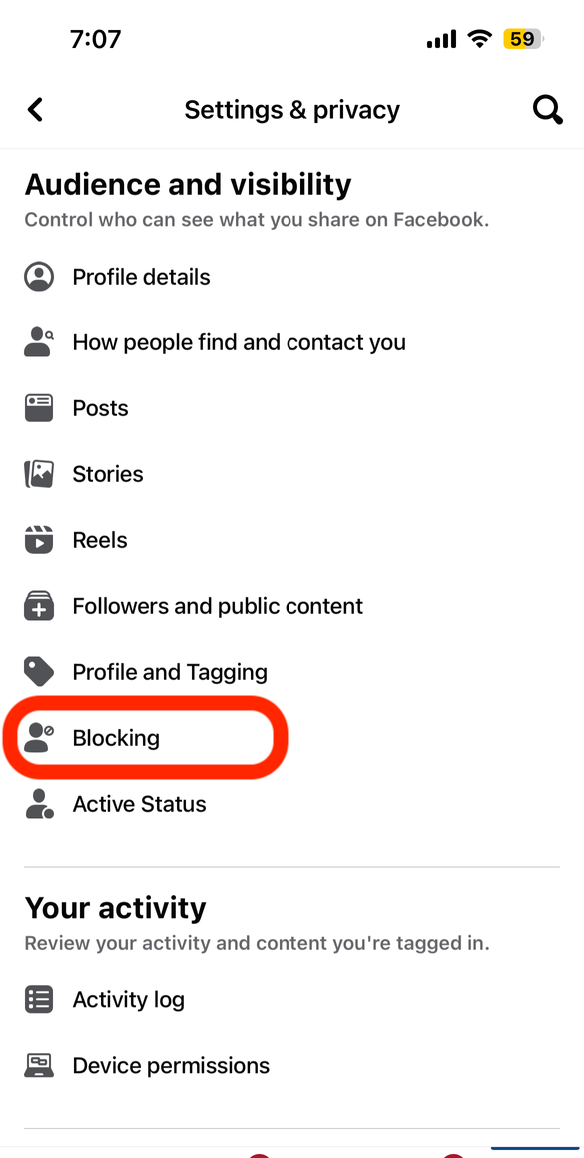 7:07
59
Settings & privacy
Audience and visibility
Control who can see what you share on Facebook.
Profile details
How people find and contact you
Posts
Stories
Reels
Followers and public content
Profile and Tagging
Blocking
Active Status
Your activity
Review your activity and content you're tagged in.
Activity log
Device permissions